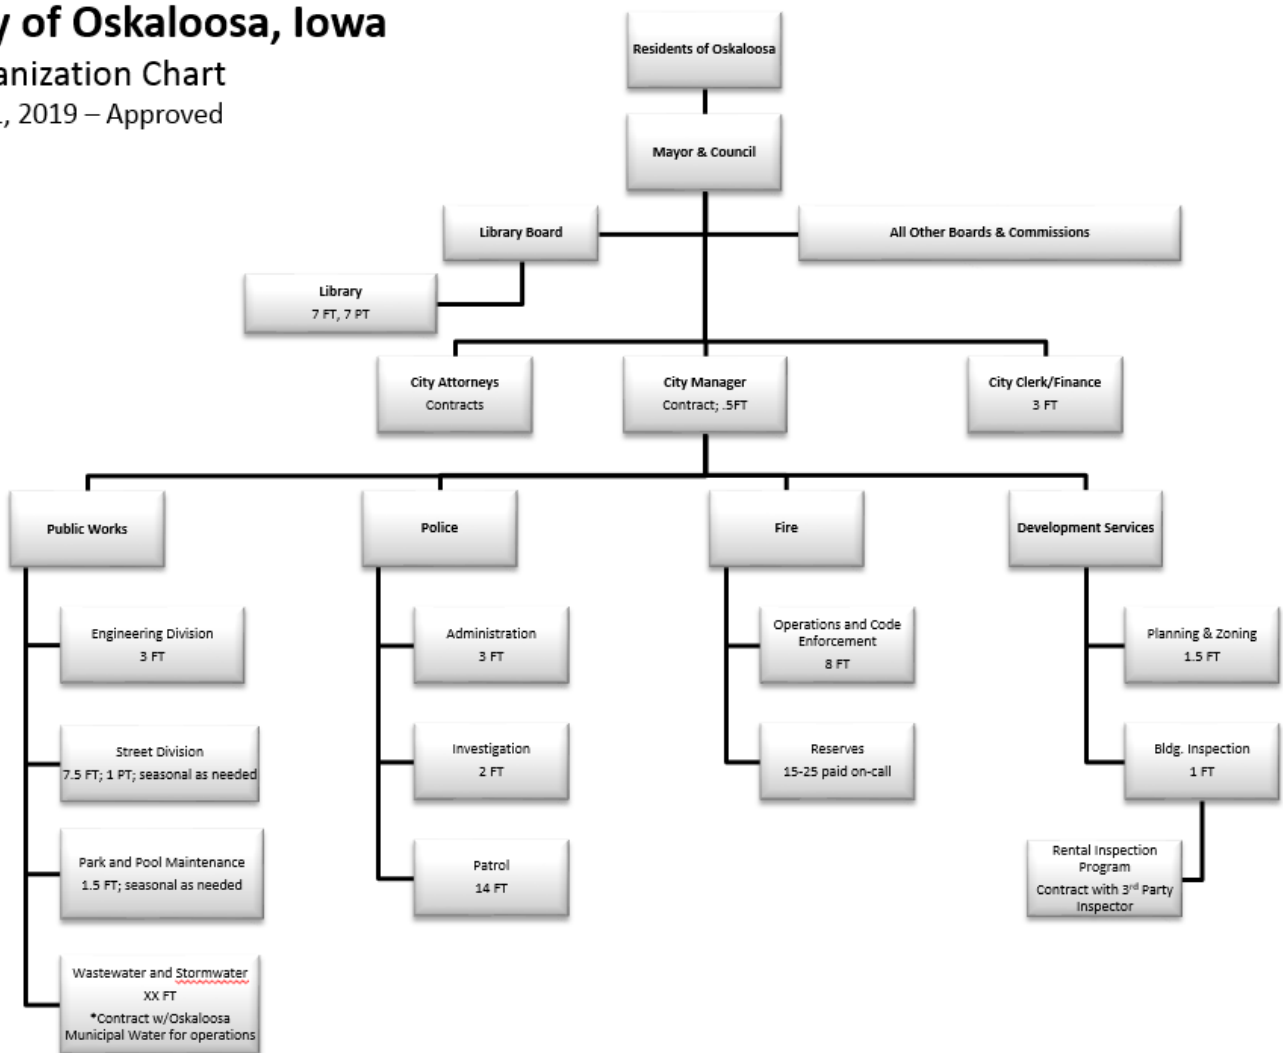 y of Oskaloosa, Iowa
anization Chart
, 2019 – Approved
Residents of Oskaloosa
Mayor & Council
Library Board
All Other Boards & Commissions
Library
7 FT, 7 PT
City Attorneys
Contracts
City Manager
Contract; .5FT
City Clerk/Finance
3 FT
Public Works
Police
Fire
Development Services
Engineering Division
3 FT
Administration
3 FT
Operations and Code
Enforcement
8 FT
Planning & Zoning
1.5 FT
Street Division
7.5 FT; 1 PT; seasonal as needed
Investigation
2 FT
Reserves
15-25 paid on-call
Bldg. Inspection
1 FT
Park and Pool Maintenance
1.5 FT; seasonal as needed
Patrol
14 FT
Rental Inspection
Program
Contract with 3rd Party
Inspector
Wastewater and Stormwater
XX FT
*Contract w/Oskaloosa
Municipal Water for operations